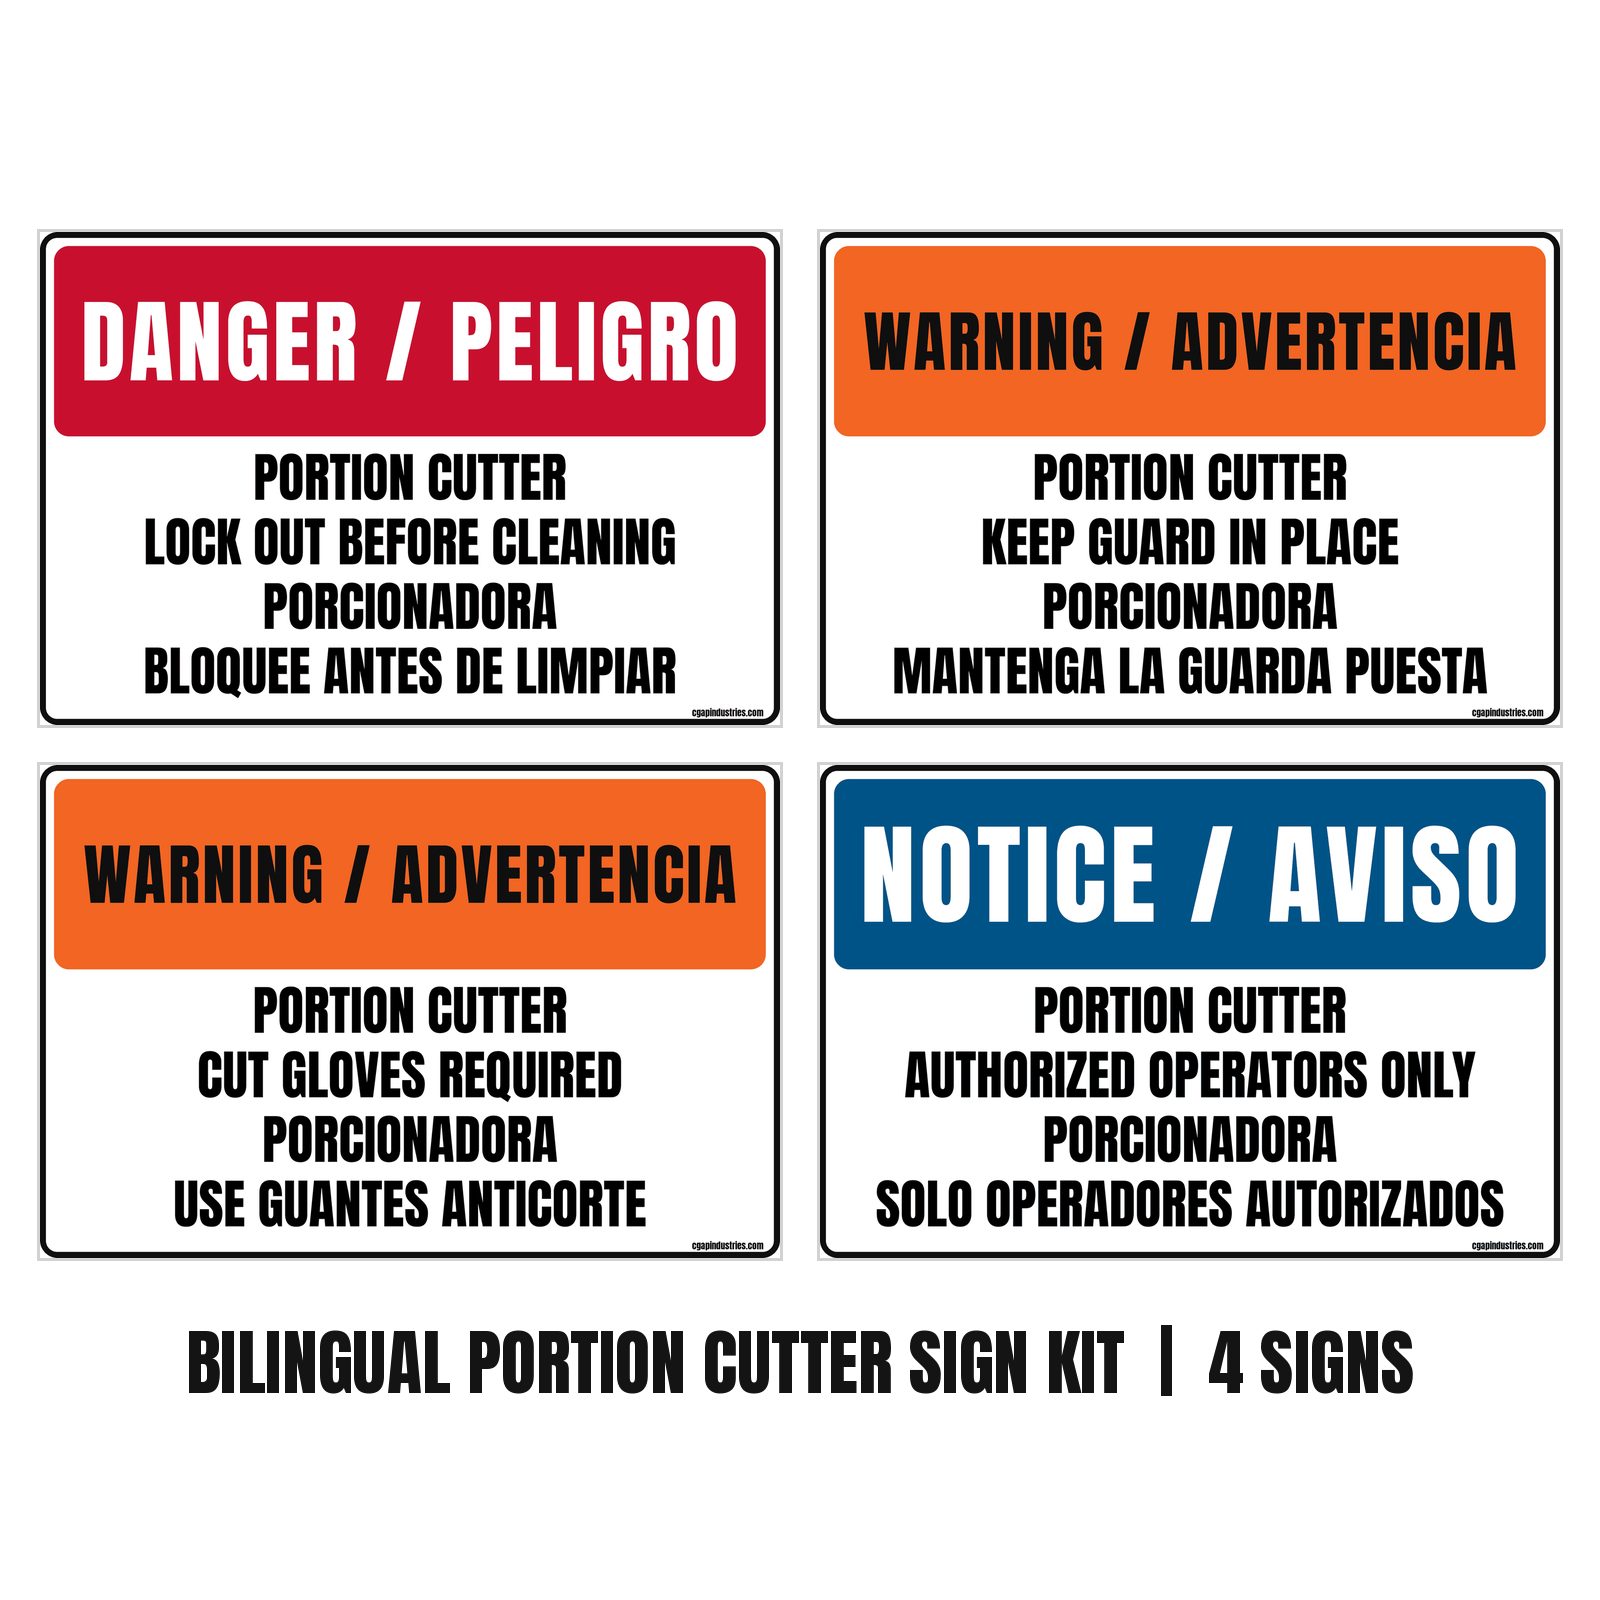 DANGER / PELIGRO
PORTION CUTTER
LOCK OUT BEFORE CLEANING
PORCIONADORA
BLOQUEE ANTES DE LIMPIAR
cgapindustries.com
WARNING / ADVERTENCIA
PORTION CUTTER
KEEP GUARD IN PLACE
PORCIONADORA
MANTENGA LA GUARDA PUESTA
cgapindustries.com
WARNING / ADVERTENCIA
PORTION CUTTER
CUT GLOVES REQUIRED
PORCIONADORA
USE GUANTES ANTICORTE
cgapindustries.com
NOTICE / AVISO
PORTION CUTTER
AUTHORIZED OPERATORS ONLY
PORCIONADORA
SOLO OPERADORES AUTORIZADOS
cgapindustries.com
BILINGUAL PORTION CUTTER SIGN KIT | 4 SIGNS